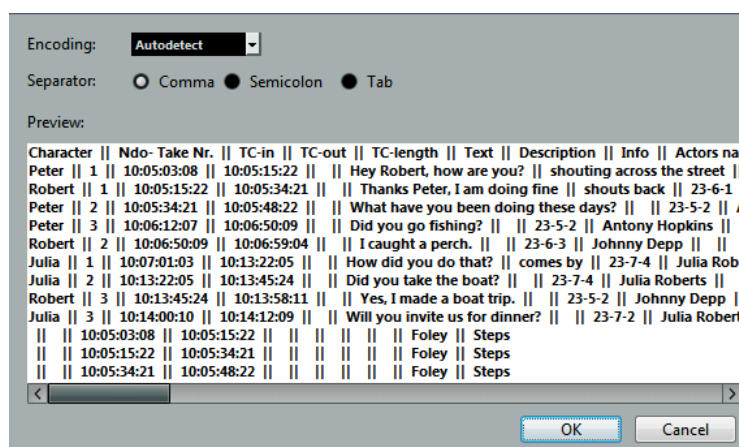 Encoding: Autodetect
Separator: Comma Semicolon Tab
Preview:
Character || Ndo- Take Nr. || TC-in || TC-out || TC-length || Text || Description || Info || Actors na
Peter || 1 || 10:05:03:08 || 10:05:15:22 || || Hey Robert, how are you? || shouting across the street ||
Robert || 1 || 10:05:15:22 || 10:05:34:21 || || Thanks Peter, I am doing fine || shouts back || 23-6-1
Peter || 2 || 10:05:34:21 || 10:05:48:22 || || What have you been doing these days? || || 23-5-2 ||
Peter || 3 || 10:06:12:07 || 10:06:50:09 || || Did you go fishing? || || 23-5-2 || Antony Hopkins ||
Robert || 2 || 10:06:50:09 || 10:06:59:04 || || I caught a perch. || || 23-6-3 || Johnny Depp || ||
Julia || 1 || 10:07:01:03 || 10:13:22:05 || || How did you do that? || comes by || 23-7-4 || Julia Rob
Julia || 2 || 10:13:22:05 || 10:13:45:24 || || Did you take the boat? || || 23-7-4 || Julia Roberts ||
Robert || 3 || 10:13:45:24 || 10:13:58:11 || || Yes, I made a boat trip. || || 23-5-2 || Johnny Depp ||
Julia || 3 || 10:14:00:10 || 10:14:12:09 || || Will you invite us for dinner? || || 23-7-2 || Julia Robert
|| || 10:05:03:08 || 10:05:15:22 || || || || || || Foley || Steps
|| || 10:05:15:22 || 10:05:34:21 || || || || || || Foley || Steps
|| || 10:05:34:21 || 10:05:48:22 || || || || || || Foley || Steps
OK Cancel